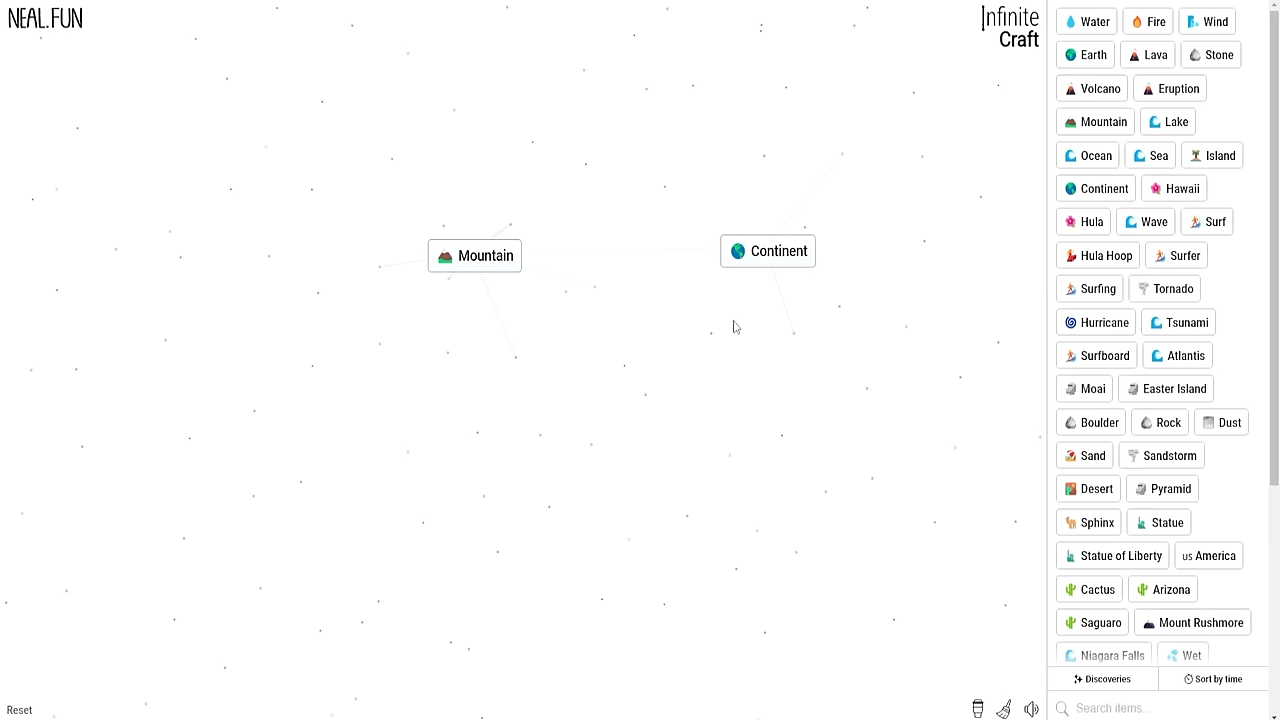 NEAL.FUN
Infinite
Craft
Mountain
Continent
Water Fire Wind
Earth Lava Stone
Volcano Eruption
Mountain Lake
Ocean Sea Island
Continent Hawaii
Hula Wave Surf
Hula Hoop Surfer
Surfing Tornado
Hurricane Tsunami
Surfboard Atlantis
Moai Easter Island
Boulder Rock Dust
Sand Sandstorm
Desert Pyramid
Sphinx Statue
Statue of Liberty US America
Cactus Arizona
Saguaro Mount Rushmore
Niagara Falls Wet
Discoveries Sort by time
Search items...
Reset